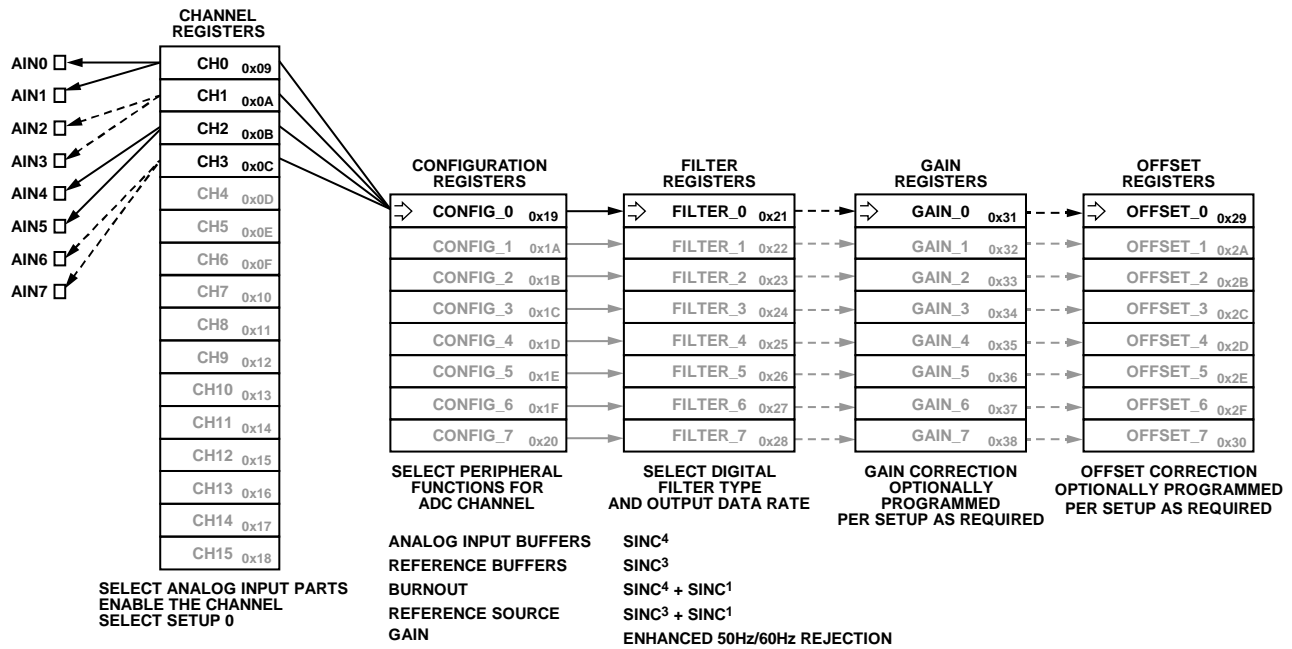 CHANNEL
REGISTERS
AIN0
AIN1
AIN2
AIN3
AIN4
AIN5
AIN6
AIN7
CH0 0x09
CH1 0x0A
CH2 0x0B
CH3 0x0C
CH4 0x0D
CH5 0x0E
CH6 0x0F
CH7 0x10
CH8 0x11
CH9 0x12
CH10 0x13
CH11 0x14
CH12 0x15
CH13 0x16
CH14 0x17
CH15 0x18
SELECT ANALOG INPUT PARTS
ENABLE THE CHANNEL
SELECT SETUP 0
CONFIGURATION
REGISTERS
CONFIG_0 0x19
CONFIG_1 0x1A
CONFIG_2 0x1B
CONFIG_3 0x1C
CONFIG_4 0x1D
CONFIG_5 0x1E
CONFIG_6 0x1F
CONFIG_7 0x20
SELECT PERIPHERAL
FUNCTIONS FOR
ADC CHANNEL
ANALOG INPUT BUFFERS
REFERENCE BUFFERS
BURNOUT
REFERENCE SOURCE
GAIN
FILTER
REGISTERS
FILTER_0 0x21
FILTER_1 0x22
FILTER_2 0x23
FILTER_3 0x24
FILTER_4 0x25
FILTER_5 0x26
FILTER_6 0x27
FILTER_7 0x28
SELECT DIGITAL
FILTER TYPE
AND OUTPUT DATA RATE
SINC4
SINC3
SINC4 + SINC1
SINC3 + SINC1
ENHANCED 50Hz/60Hz REJECTION
GAIN
REGISTERS
GAIN_0 0x31
GAIN_1 0x32
GAIN_2 0x33
GAIN_3 0x34
GAIN_4 0x35
GAIN_5 0x36
GAIN_6 0x37
GAIN_7 0x38
GAIN CORRECTION
OPTIONALLY
PROGRAMMED
PER SETUP AS REQUIRED
OFFSET
REGISTERS
OFFSET_0 0x29
OFFSET_1 0x2A
OFFSET_2 0x2B
OFFSET_3 0x2C
OFFSET_4 0x2D
OFFSET_5 0x2E
OFFSET_6 0x2F
OFFSET_7 0x30
OFFSET CORRECTION
OPTIONALLY PROGRAMMED
PER SETUP AS REQUIRED